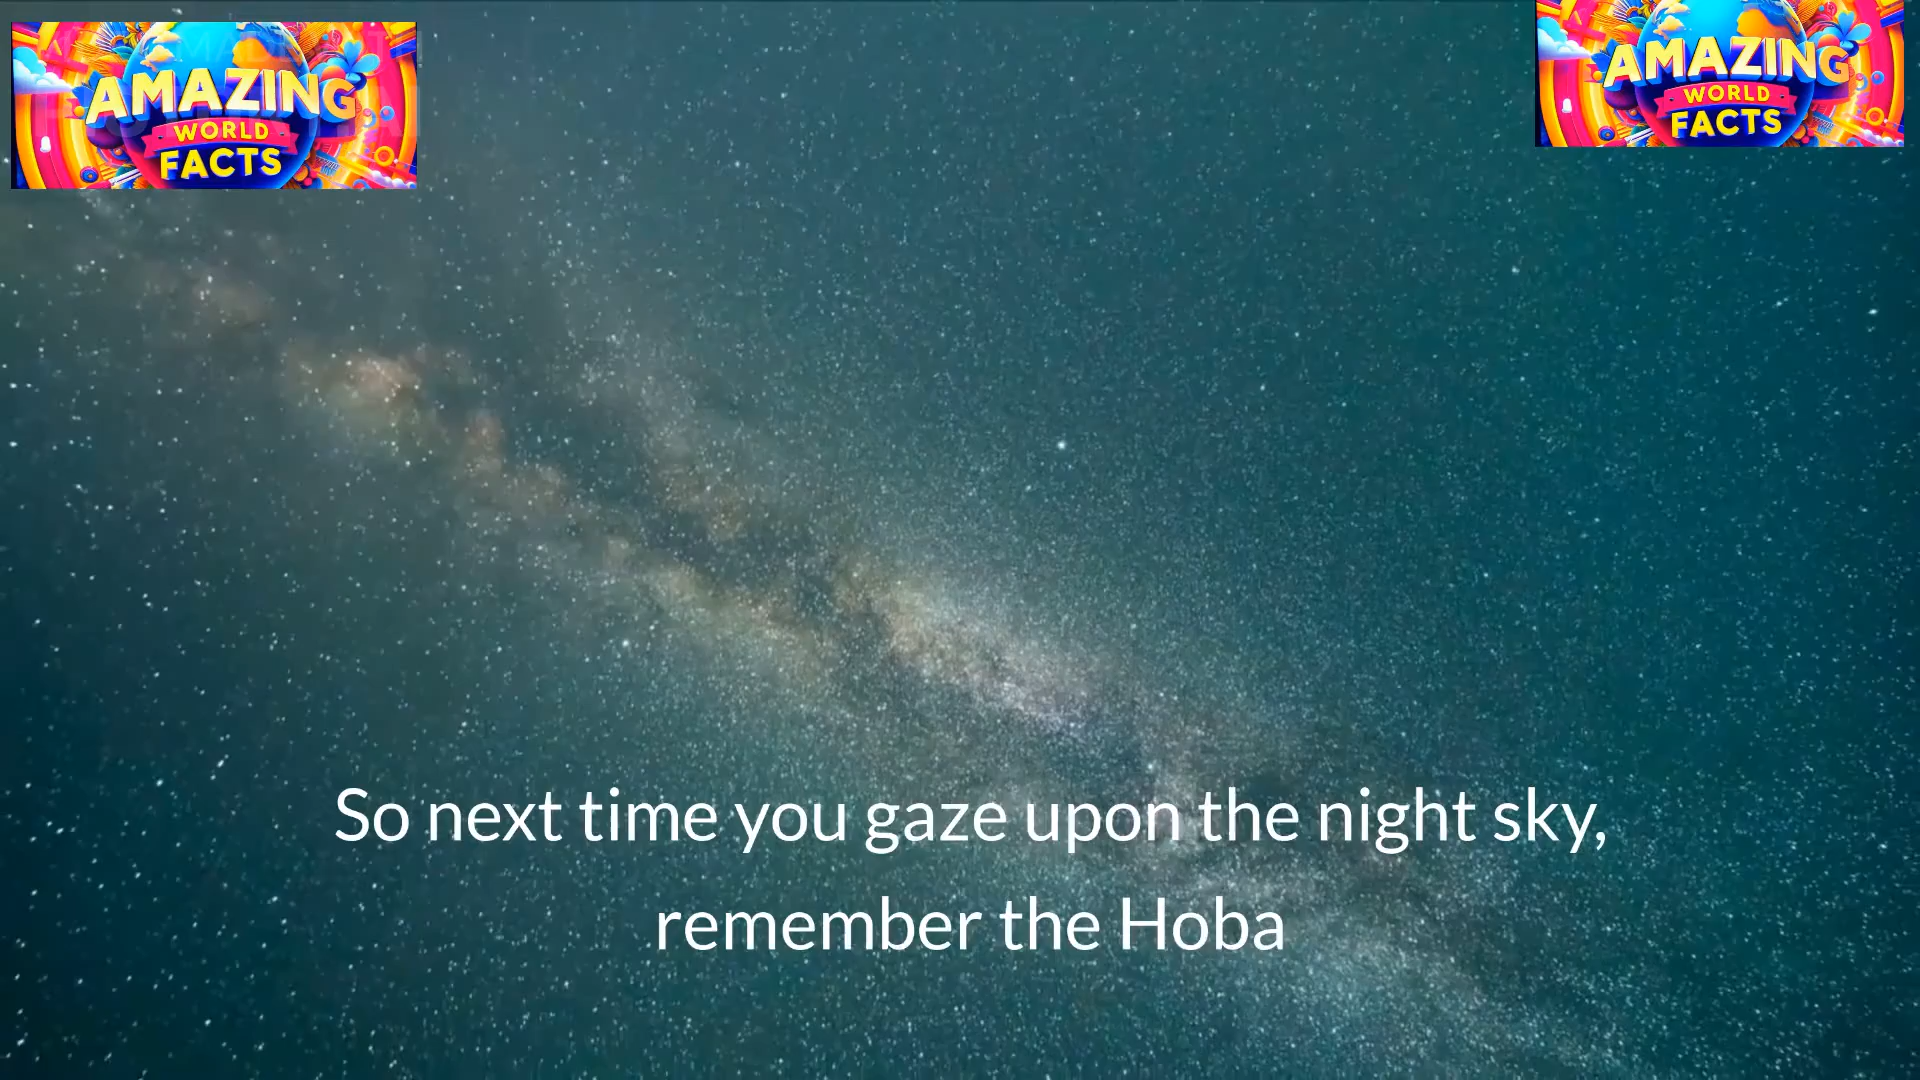 AMAZING
WORLD
FACTS
AMAZING
WORLD
FACTS
So next time you gaze upon the night sky,
remember the Hoba